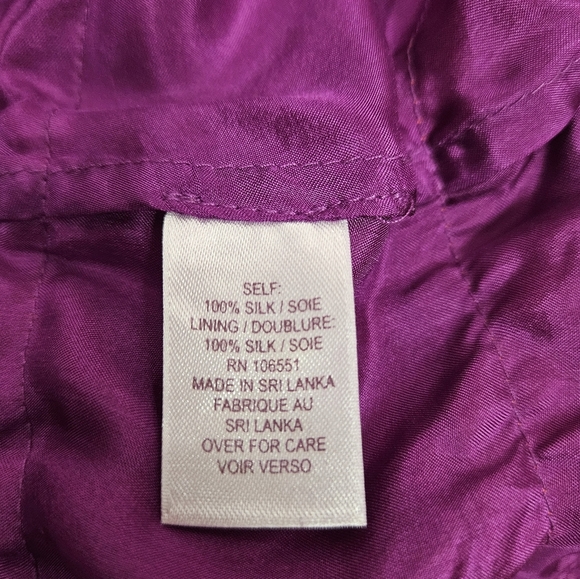 SELF:
100% SILK / SOIE
LINING / DOUBLURE:
100% SILK / SOIE
RN 106551
MADE IN SRI LANKA
FABRIQUE AU
SRI LANKA
OVER FOR CARE
VOIR VERSO